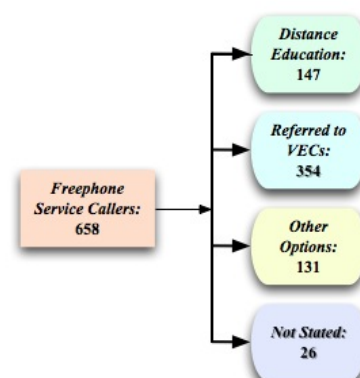 Distance
Education:
147
Referred to
VECs:
354
Freephone
Service Callers:
658
Other
Options:
131
Not Stated:
26